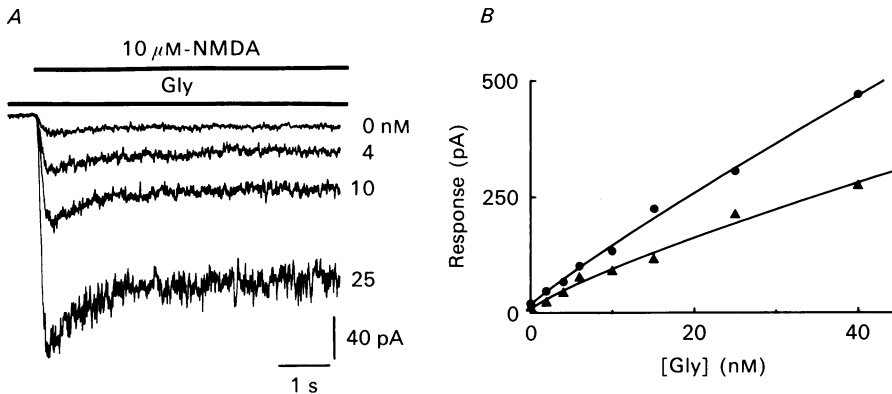 A
10 μM-NMDA
Gly
0 nM
4
10
25
40 pA
1 s
B
500
250
0
Response (pA)
0
20
40
[Gly] (nM)